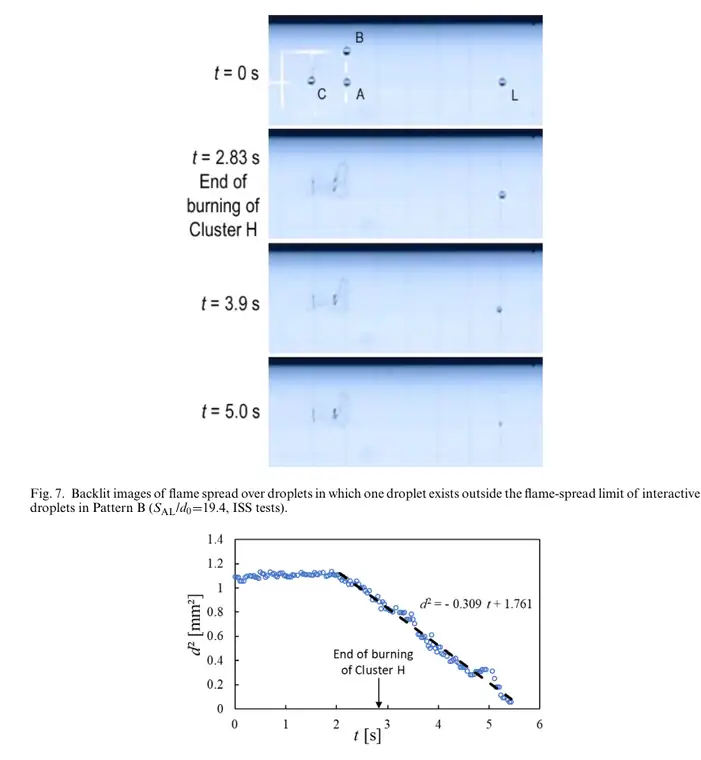 B
t = 0 s
C A L
t = 2.83 s
End of
burning of
Cluster H
t = 3.9 s
t = 5.0 s
Fig. 7. Backlit images of flame spread over droplets in which one droplet exists outside the flame-spread limit of interactive
droplets in Pattern B (S_AL/d₀=19.4, ISS tests).
1.4
1.2
1
0.8
0.6
0.4
0.2
0
d² [mm²]
d² = - 0.309 t + 1.761
End of burning
of Cluster H
0 1 2 3 4 5 6
t [s]